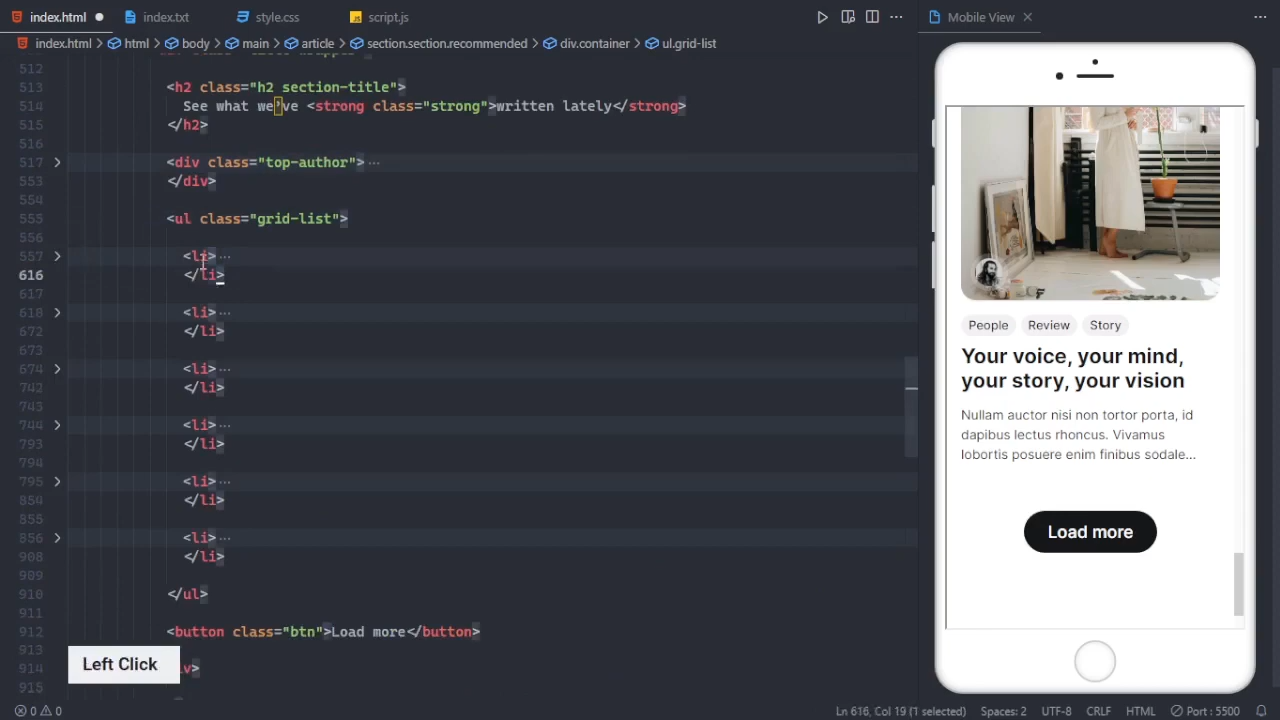 index.html
index.txt
style.css
script.js
Mobile View
index.html > html > body > main > article > section.section.recommended > div.container > ul.grid-list
512
513 <h2 class="h2 section-title">
514 See what we've <strong class="strong">written lately</strong>
515 </h2>
516
517 <div class="top-author"> ...
553 </div>
554
555 <ul class="grid-list">
556
557 <li> ...
616 </li>
617
618 <li> ...
672 </li>
673
674 <li> ...
742 </li>
743
744 <li> ...
793 </li>
794
795 <li> ...
854 </li>
855
856 <li> ...
908 </li>
909
910 </ul>
911
912 <button class="btn">Load more</button>
913
914 iv>
915
Left Click
People Review Story
Your voice, your mind,
your story, your vision
Nullam auctor nisi non tortor porta, id
dapibus lectus rhoncus. Vivamus
lobortis posuere enim finibus sodale...
Load more
0 0
Ln 616, Col 19 (1 selected) Spaces: 2 UTF-8 CRLF HTML Port : 5500